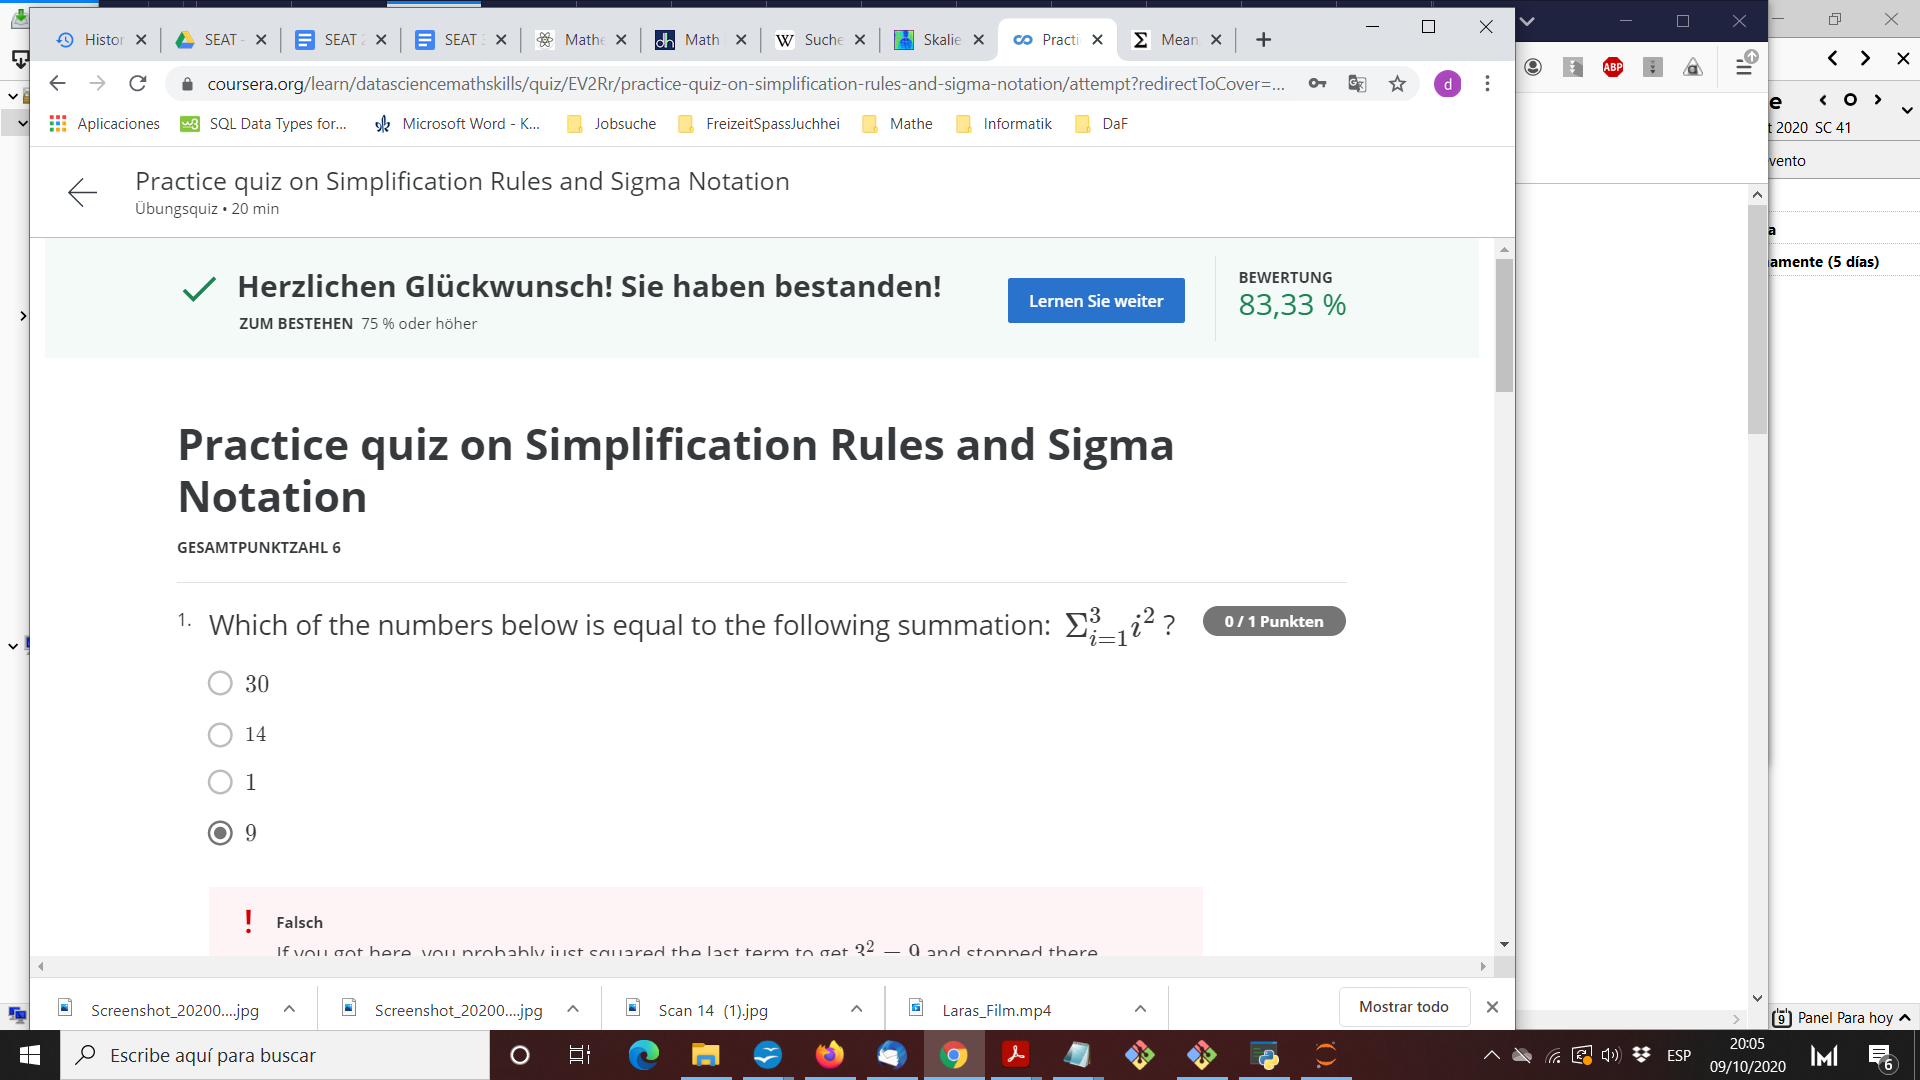 Histor
SEAT -
SEAT 2
SEAT 3
Mathe
Math
Suche
Skalie
Practi
Mean,
coursera.org/learn/datasciencemathskills/quiz/EV2Rr/practice-quiz-on-simplification-rules-and-sigma-notation/attempt?redirectToCover=...
ABP
Aplicaciones
SQL Data Types for...
Microsoft Word - K...
Jobsuche
FreizeitSpassJuchhei
Mathe
Informatik
DaF
Practice quiz on Simplification Rules and Sigma Notation
Übungsquiz • 20 min
Herzlichen Glückwunsch! Sie haben bestanden!
ZUM BESTEHEN 75 % oder höher
Lernen Sie weiter
BEWERTUNG
83,33 %
Practice quiz on Simplification Rules and Sigma
Notation
GESAMTPUNKTZAHL 6
1. Which of the numbers below is equal to the following summation: Σ³ᵢ₌₁i² ?
0 / 1 Punkten
30
14
1
9
Falsch
If you got here, you probably just squared the last term to get 3² = 9 and stopped there
e
t 2020 SC 41
vento
a
amente (5 días)
Screenshot_20200....jpg
Screenshot_20200....jpg
Scan 14 (1).jpg
Laras_Film.mp4
Mostrar todo
9 Panel Para hoy
Escribe aquí para buscar
ESP
20:05
09/10/2020
6